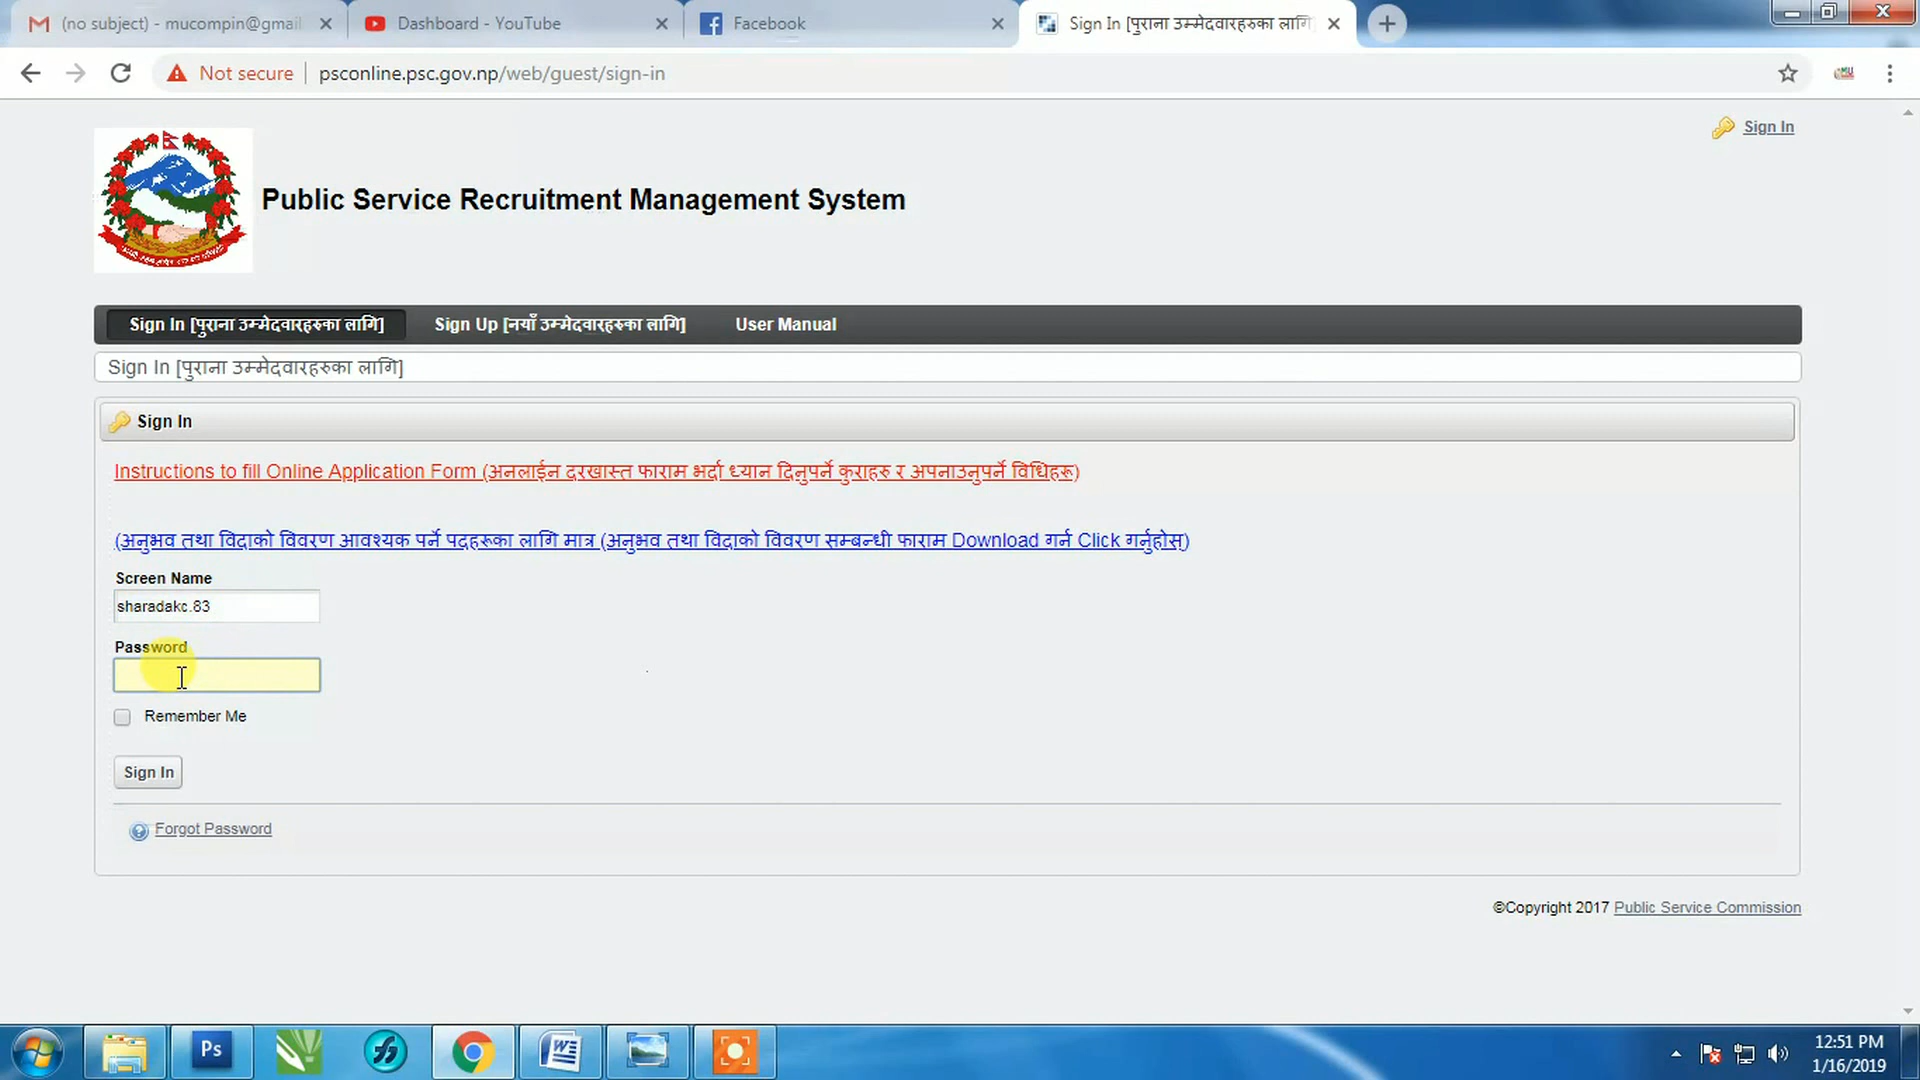 (no subject) - mucompin@gmail
Dashboard - YouTube
Facebook
Sign In [पुराना उम्मेदवारहरुका लागि
Not secure
psconline.psc.gov.np/web/guest/sign-in
Sign In
Public Service Recruitment Management System
Sign In [पुराना उम्मेदवारहरुका लागि]
Sign Up [नयाँ उम्मेदवारहरुका लागि]
User Manual
Sign In [पुराना उम्मेदवारहरुका लागि]
Sign In
Instructions to fill Online Application Form (अनलाईन दरखास्त फाराम भर्दा ध्यान दिनुपर्ने कुराहरु र अपनाउनुपर्ने विधिहरू)
(अनुभव तथा विदाको विवरण आवश्यक पर्ने पदहरूका लागि मात्र (अनुभव तथा विदाको विवरण सम्बन्धी फाराम Download गर्न Click गर्नुहोस्)
Screen Name
sharadakc.83
Password
Remember Me
Sign In
Forgot Password
©Copyright 2017 Public Service Commission
Ps
12:51 PM
1/16/2019